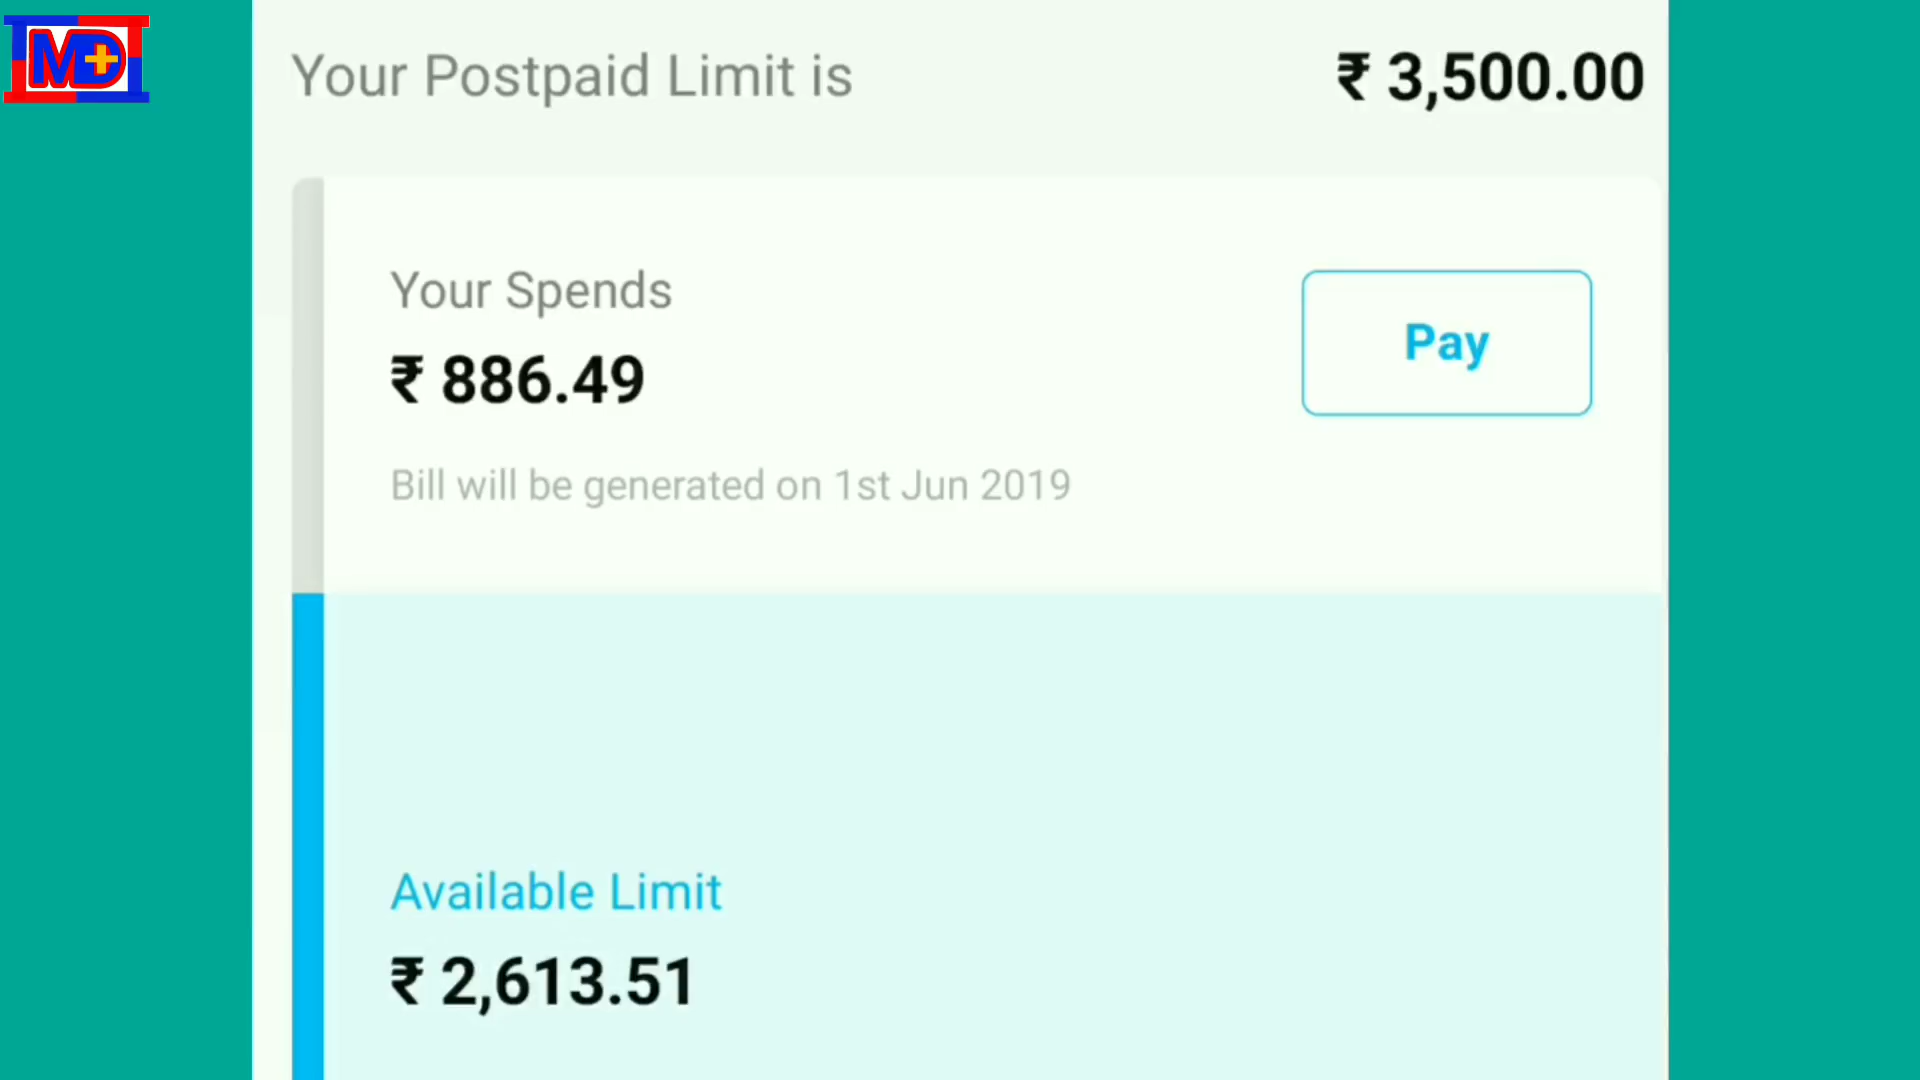 MD+
Your Postpaid Limit is ₹ 3,500.00
Your Spends
₹ 886.49
Pay
Bill will be generated on 1st Jun 2019
Available Limit
₹ 2,613.51